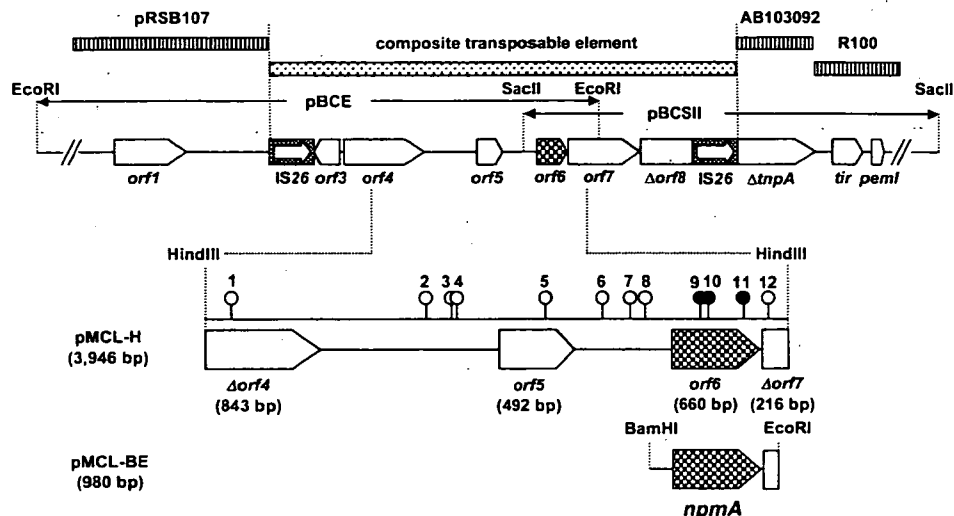 pRSB107
AB103092
composite transposable element
R100
EcoRI
SacII
EcoRI
SacII
pBCE
pBCSII
orf1
IS26
orf3
orf4
orf5
orf6
orf7
Δorf8
IS26
ΔtnpA
tir
pemI
HindIII
HindIII
1 2 3 4 5 6 7 8 9 10 11 12
pMCL-H
(3,946 bp)
Δorf4
orf5
orf6
Δorf7
(843 bp)
(492 bp)
(660 bp)
(216 bp)
BamHI
EcoRI
pMCL-BE
(980 bp)
npmA